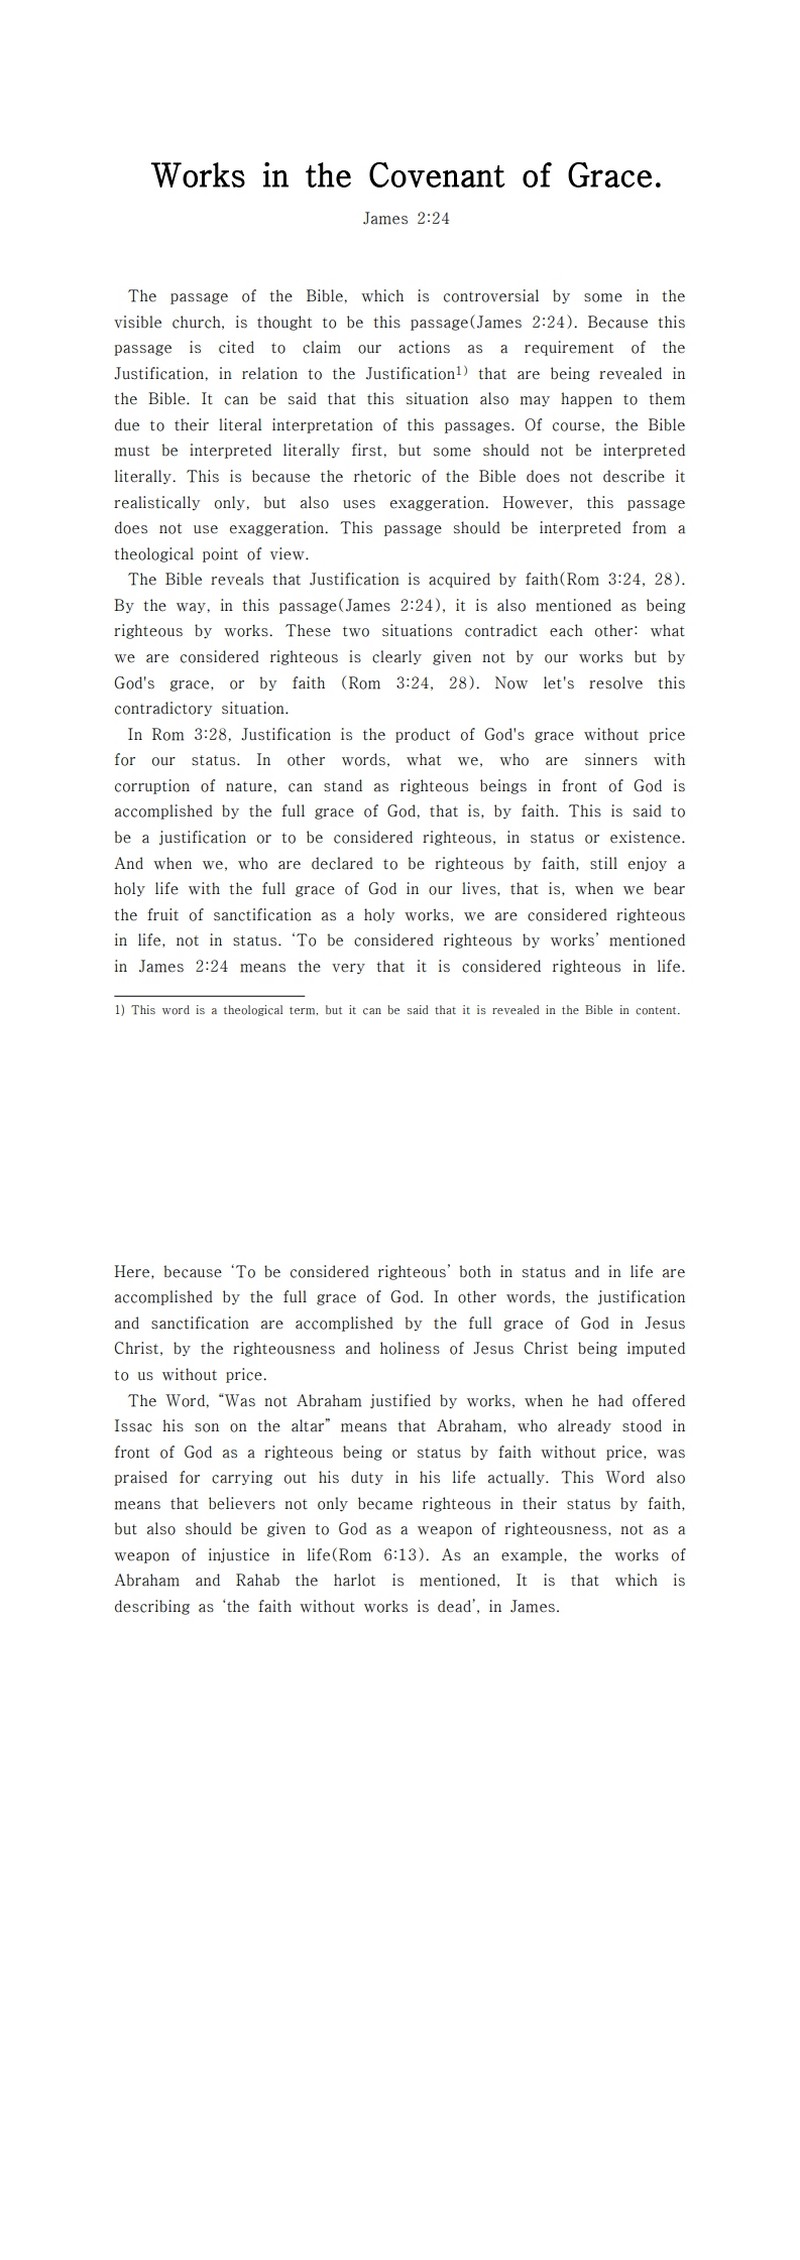 Works in the Covenant of Grace.
James 2:24
The passage of the Bible, which is controversial by some in the
visible church, is thought to be this passage(James 2:24). Because this
passage is cited to claim our actions as a requirement of the
Justification, in relation to the Justification1) that are being revealed in
the Bible. It can be said that this situation also may happen to them
due to their literal interpretation of this passages. Of course, the Bible
must be interpreted literally first, but some should not be interpreted
literally. This is because the rhetoric of the Bible does not describe it
realistically only, but also uses exaggeration. However, this passage
does not use exaggeration. This passage should be interpreted from a
theological point of view.
The Bible reveals that Justification is acquired by faith(Rom 3:24, 28).
By the way, in this passage(James 2:24), it is also mentioned as being
righteous by works. These two situations contradict each other: what
we are considered righteous is clearly given not by our works but by
God's grace, or by faith (Rom 3:24, 28). Now let's resolve this
contradictory situation.
In Rom 3:28, Justification is the product of God's grace without price
for our status. In other words, what we, who are sinners with
corruption of nature, can stand as righteous beings in front of God is
accomplished by the full grace of God, that is, by faith. This is said to
be a justification or to be considered righteous, in status or existence.
And when we, who are declared to be righteous by faith, still enjoy a
holy life with the full grace of God in our lives, that is, when we bear
the fruit of sanctification as a holy works, we are considered righteous
in life, not in status. ‘To be considered righteous by works’ mentioned
in James 2:24 means the very that it is considered righteous in life.
1) This word is a theological term, but it can be said that it is revealed in the Bible in content.
Here, because ‘To be considered righteous’ both in status and in life are
accomplished by the full grace of God. In other words, the justification
and sanctification are accomplished by the full grace of God in Jesus
Christ, by the righteousness and holiness of Jesus Christ being imputed
to us without price.
The Word, “Was not Abraham justified by works, when he had offered
Issac his son on the altar” means that Abraham, who already stood in
front of God as a righteous being or status by faith without price, was
praised for carrying out his duty in his life actually. This Word also
means that believers not only became righteous in their status by faith,
but also should be given to God as a weapon of righteousness, not as a
weapon of injustice in life(Rom 6:13). As an example, the works of
Abraham and Rahab the harlot is mentioned, It is that which is
describing as ‘the faith without works is dead’, in James.